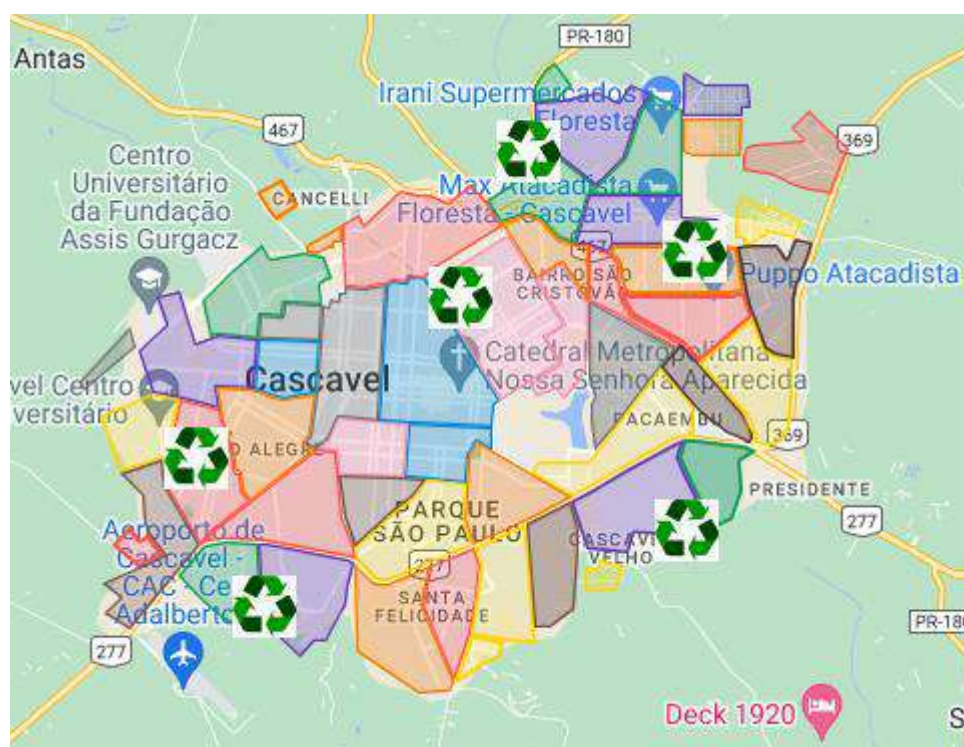 Antas
PR-180
Irani Supermercados
Floresta
467
369
Centro
Universitário
da Fundação
Assis Gurgacz
CANCELLI
Max Atacadista
Floresta - Cascavel
467
BAIRRO SÃO
CRISTOVÃO
Puppo Atacadista
Catedral Metropolitana
Nossa Senhora Aparecida
Cascavel
vel Centro
versitário
O ALEGRE
PACAEMBU
369
PRESIDENTE
277
PARQUE
SÃO PAULO
277
CASCAVEL
VELHO
Aeroporto de
Cascavel -
CAC - Ce
Adalberto
SANTA
FELICIDADE
277
PR-180
Deck 1920
S